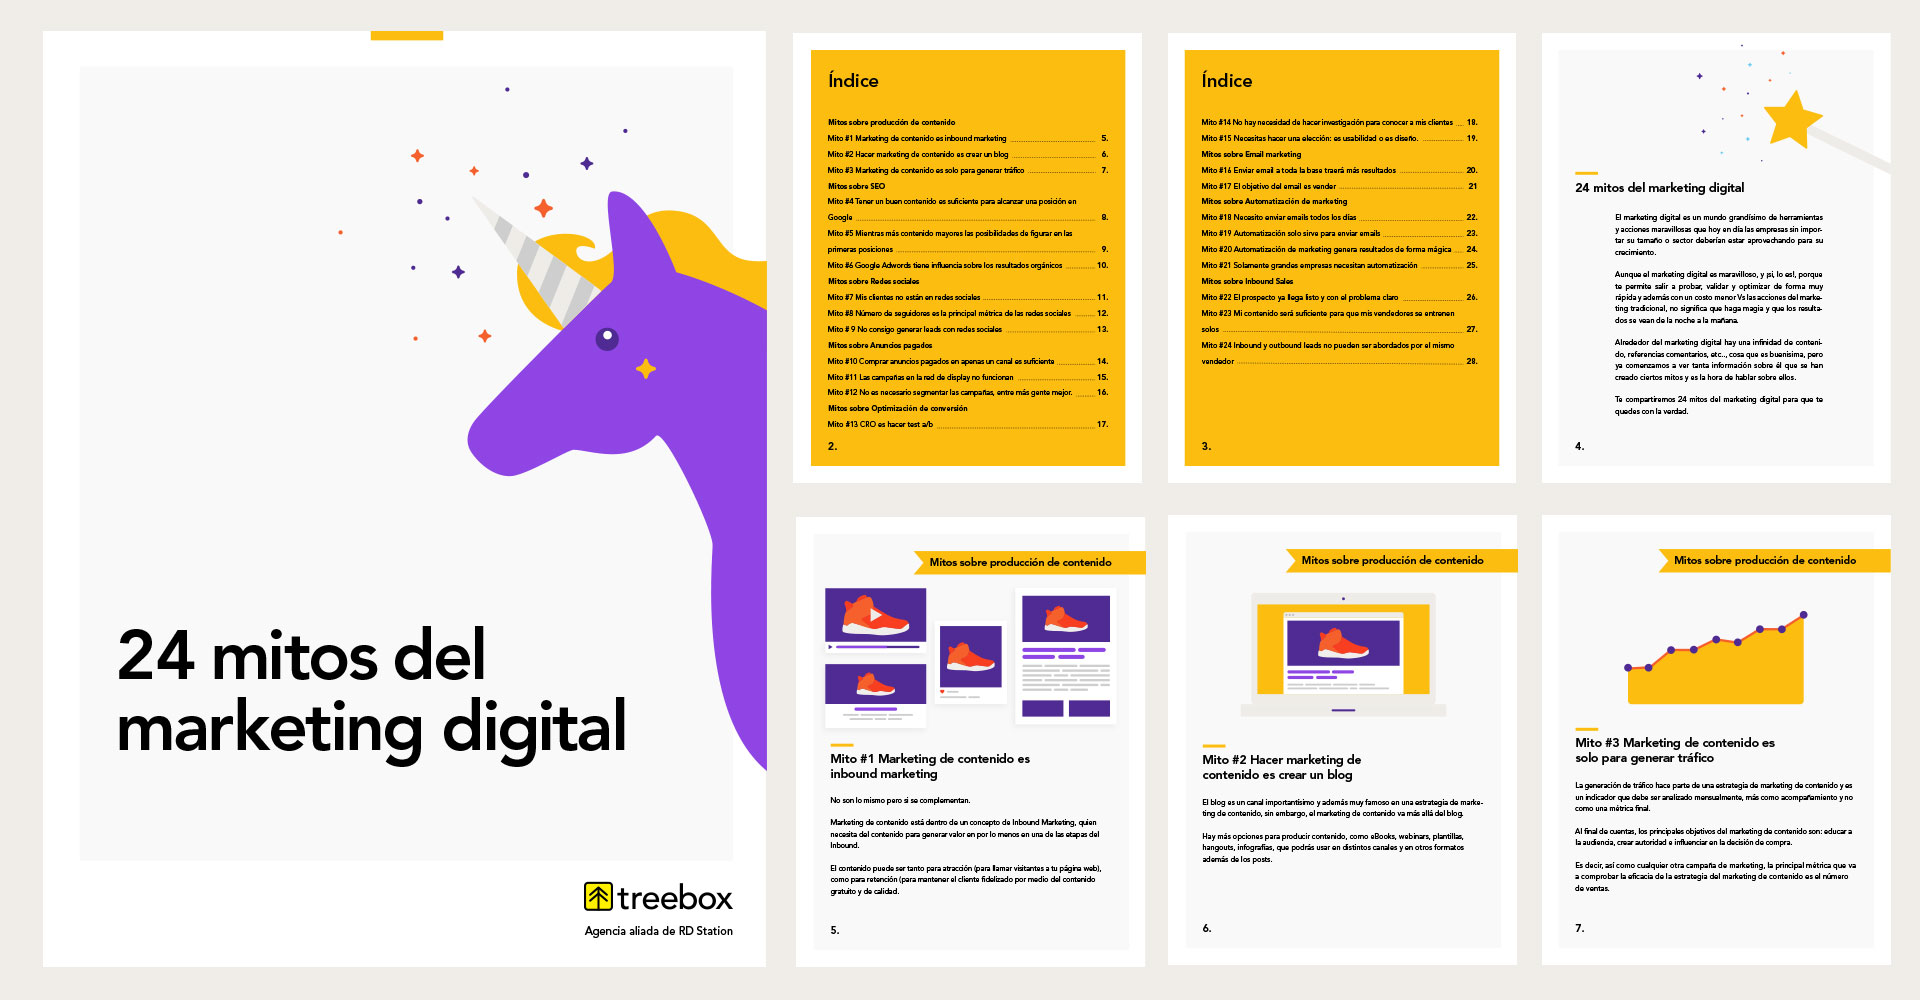 24 mitos del
marketing digital
treebox
Agencia aliada de RD Station
Índice
Mitos sobre producción de contenido
Mito #1 Marketing de contenido es inbound marketing 5.
Mito #2 Hacer marketing de contenido es crear un blog 6.
Mito #3 Marketing de contenido es solo para generar tráfico 7.
Mitos sobre SEO
Mito #4 Tener un buen contenido es suficiente para alcanzar una posición en
Google 8.
Mito #5 Mientras más contenido mayores las posibilidades de figurar en las
primeras posiciones 9.
Mito #6 Google Adwords tiene influencia sobre los resultados orgánicos 10.
Mitos sobre Redes sociales
Mito #7 Mis clientes no están en redes sociales 11.
Mito #8 Número de seguidores es la principal métrica de las redes sociales 12.
Mito # 9 No consigo generar leads con redes sociales 13.
Mitos sobre Anuncios pagados
Mito #10 Comprar anuncios pagados en apenas un canal es suficiente 14.
Mito #11 Las campañas en la red de display no funcionan 15.
Mito #12 No es necesario segmentar las campañas, entre más gente mejor. 16.
Mitos sobre Optimización de conversión
Mito #13 CRO es hacer test a/b 17.
2.
Índice
Mito #14 No hay necesidad de hacer investigación para conocer a mis clientes 18.
Mito #15 Necesitas hacer una elección: es usabilidad o es diseño. 19.
Mitos sobre Email marketing
Mito #16 Enviar email a toda la base traerá más resultados 20.
Mito #17 El objetivo del email es vender 21
Mitos sobre Automatización de marketing
Mito #18 Necesito enviar emails todos los días 22.
Mito #19 Automatización solo sirve para enviar emails 23.
Mito #20 Automatización de marketing genera resultados de forma mágica 24.
Mito #21 Solamente grandes empresas necesitan automatización 25.
Mitos sobre Inbound Sales
Mito #22 El prospecto ya llega listo y con el problema claro 26.
Mito #23 Mi contenido será suficiente para que mis vendedores se entrenen
solos 27.
Mito #24 Inbound y outbound leads no pueden ser abordados por el mismo
vendedor 28.
3.
24 mitos del marketing digital
El marketing digital es un mundo grandísimo de herramientas
y acciones maravillosas que hoy en día las empresas sin impor-
tar su tamaño o sector deberían estar aprovechando para su
crecimiento.
Aunque el marketing digital es maravilloso, y ¡si, lo es!, porque
te permite salir a probar, validar y optimizar de forma muy
rápida y además con un costo menor Vs las acciones del marke-
ting tradicional, no significa que haga magia y que los resulta-
dos se vean de la noche a la mañana.
Alrededor del marketing digital hay una infinidad de conteni-
do, referencias comentarios, etc.., cosa que es buenísima, pero
ya comenzamos a ver tanta información sobre él que se han
creado ciertos mitos y es la hora de hablar sobre ellos.
Te compartiremos 24 mitos del marketing digital para que te
quedes con la verdad.
4.
Mitos sobre producción de contenido
Mito #1 Marketing de contenido es
inbound marketing
No son lo mismo pero si se complementan.
Marketing de contenido está dentro de un concepto de Inbound Marketing, quien
necesita del contenido para generar valor en por lo menos en una de las etapas del
Inbound.
El contenido puede ser tanto para atracción (para llamar visitantes a tu página web),
como para retención (para mantener el cliente fidelizado por medio del contenido
gratuito y de calidad.
5.
Mitos sobre producción de contenido
Mito #2 Hacer marketing de
contenido es crear un blog
El blog es un canal importantísimo y además muy famoso en una estrategia de marke-
ting de contenido, sin embargo, el marketing de contenido va más allá del blog.
Hay más opciones para producir contenido, como eBooks, webinars, plantillas,
hangouts, infografías, que podrás usar en distintos canales y en otros formatos
además de los posts.
6.
Mitos sobre producción de contenido
Mito #3 Marketing de contenido es
solo para generar tráfico
La generación de tráfico hace parte de una estrategia de marketing de contenido y es
un indicador que debe ser analizado mensualmente, más como acompañamiento y no
como una métrica final.
Al final de cuentas, los principales objetivos del marketing de contenido son: educar a
la audiencia, crear autoridad e influenciar en la decisión de compra.
Es decir, así como cualquier otra campaña de marketing, la principal métrica que va
a comprobar la eficacia de la estrategia del marketing de contenido es el número
de ventas.
7.